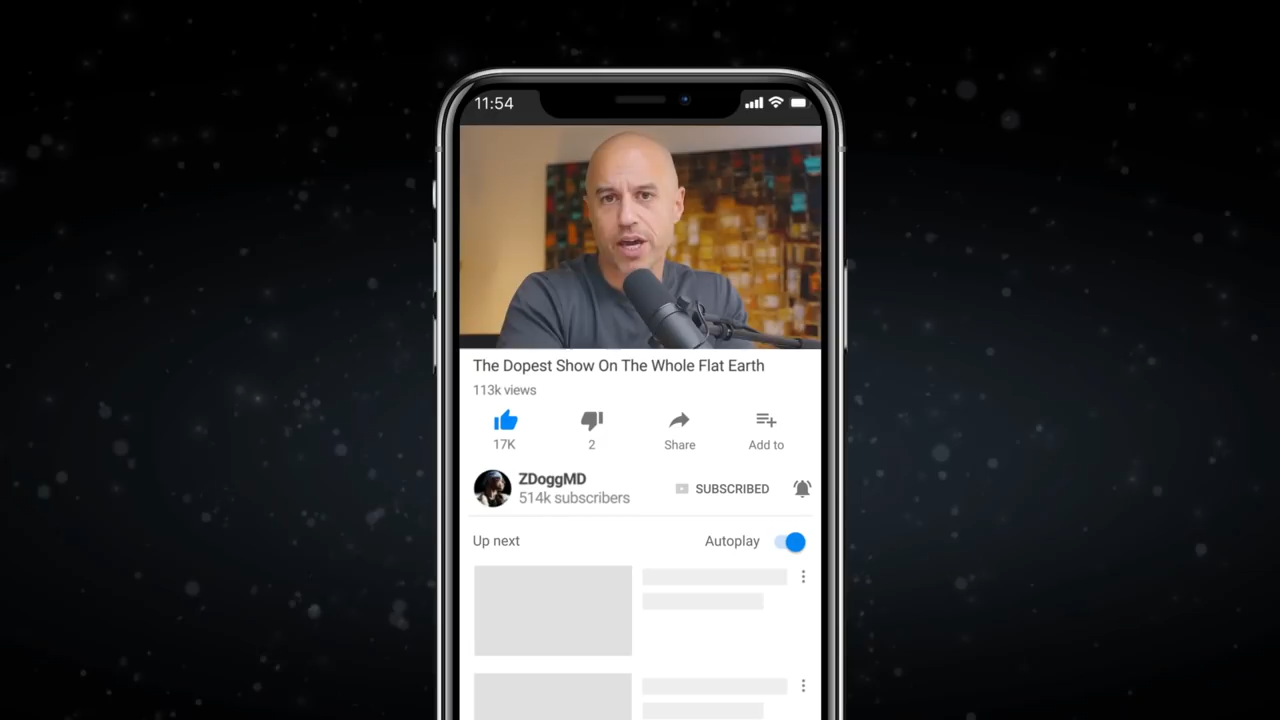 11:54
The Dopest Show On The Whole Flat Earth
113k views
17K
2
Share
Add to
ZDoggMD
514k subscribers
SUBSCRIBED
Up next
Autoplay